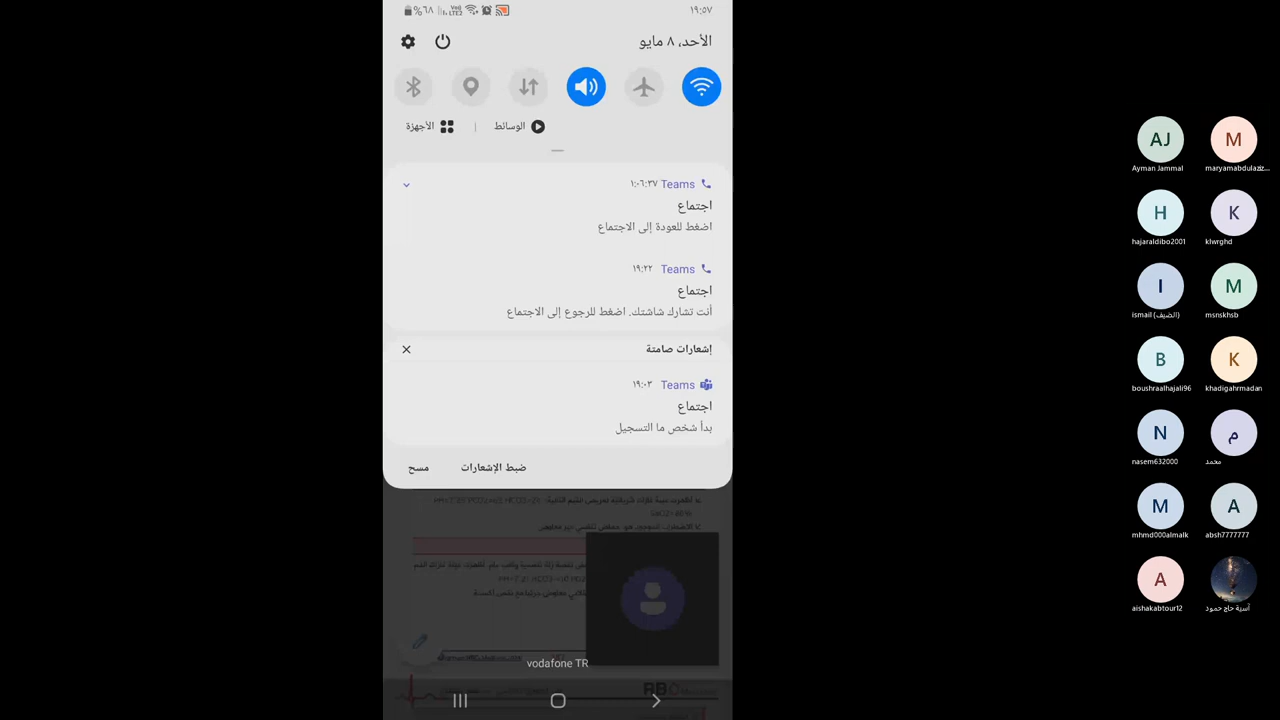 ١٩:٥٧
%٦٨
الأحد، ٨ مايو
الوسائط | الأجهزة
Teams ١:٠٦:٣٧
اجتماع
اضغط للعودة إلى الاجتماع
Teams ١٩:٢٢
اجتماع
أنت تشارك شاشتك. اضغط للرجوع إلى الاجتماع
إشعارات صامتة
Teams ١٩:٠٣
اجتماع
بدأ شخص ما التسجيل
ضبط الإشعارات مسح
vodafone TR
AJ M
Ayman Jammal maryamabdulaziz...
H K
hajaraldibo2001 klwrghd
I M
ismail (الضيف) msnskhsb
B K
boushraalhajali96 khadigahrmadan
N م
nasem632000 محمد
M A
mhmd000almalk absh7777777
A
aishakabtour12 آسية حاج حمود